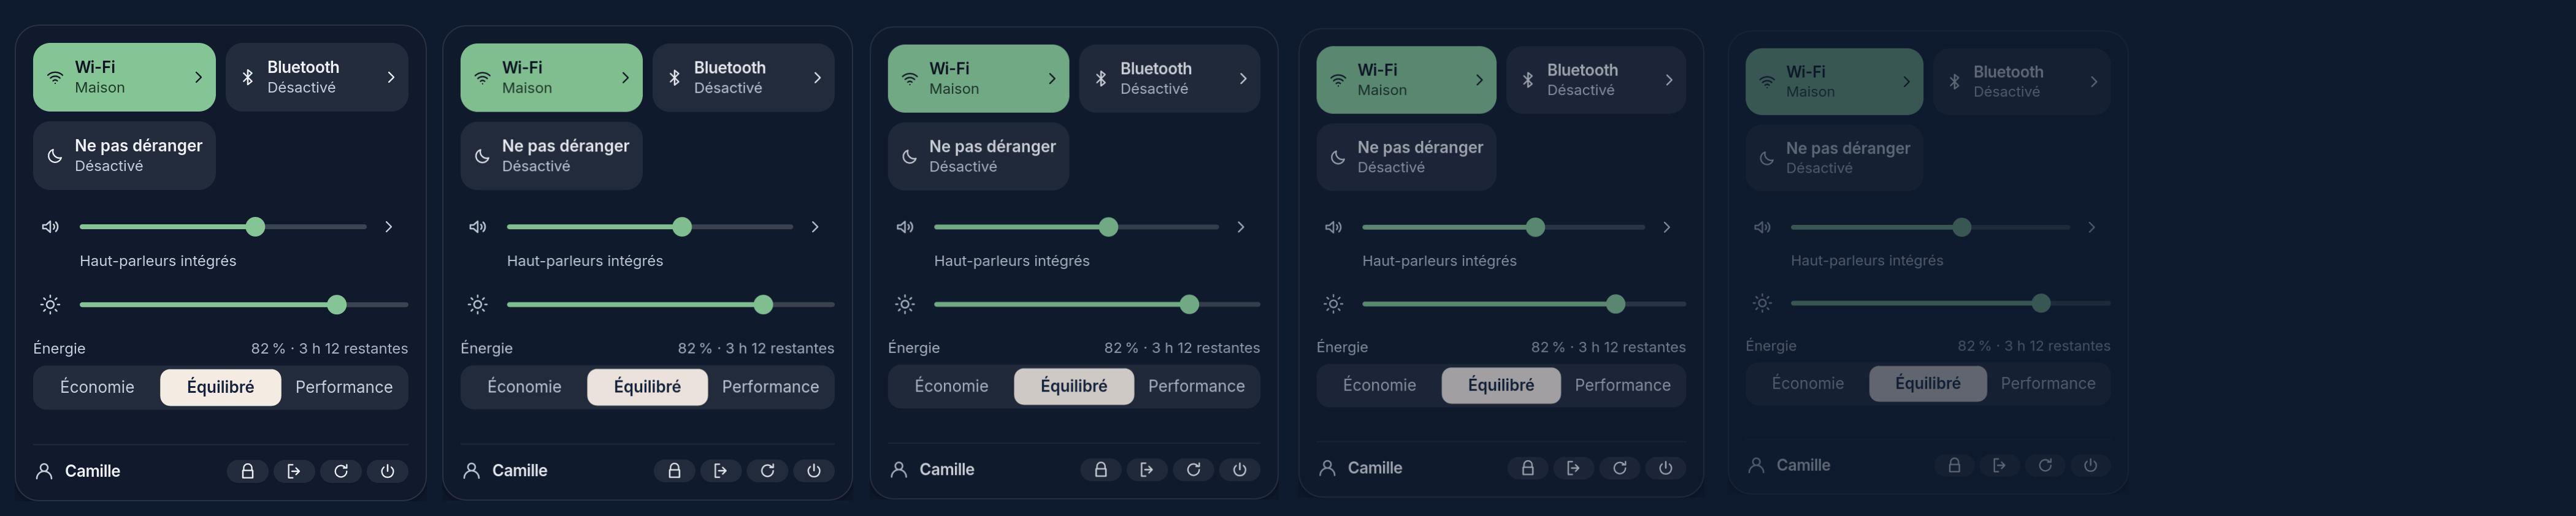 Wi-Fi
Maison
Bluetooth
Désactivé
Ne pas déranger
Désactivé
Haut-parleurs intégrés
Énergie
82 % · 3 h 12 restantes
Économie
Équilibré
Performance
Camille
Wi-Fi
Maison
Bluetooth
Désactivé
Ne pas déranger
Désactivé
Haut-parleurs intégrés
Énergie
82 % · 3 h 12 restantes
Économie
Équilibré
Performance
Camille
Wi-Fi
Maison
Bluetooth
Désactivé
Ne pas déranger
Désactivé
Haut-parleurs intégrés
Énergie
82 % · 3 h 12 restantes
Économie
Équilibré
Performance
Camille
Wi-Fi
Maison
Bluetooth
Désactivé
Ne pas déranger
Désactivé
Haut-parleurs intégrés
Énergie
82 % · 3 h 12 restantes
Économie
Équilibré
Performance
Camille
Wi-Fi
Maison
Bluetooth
Désactivé
Ne pas déranger
Désactivé
Haut-parleurs intégrés
Énergie
82 % · 3 h 12 restantes
Économie
Équilibré
Performance
Camille